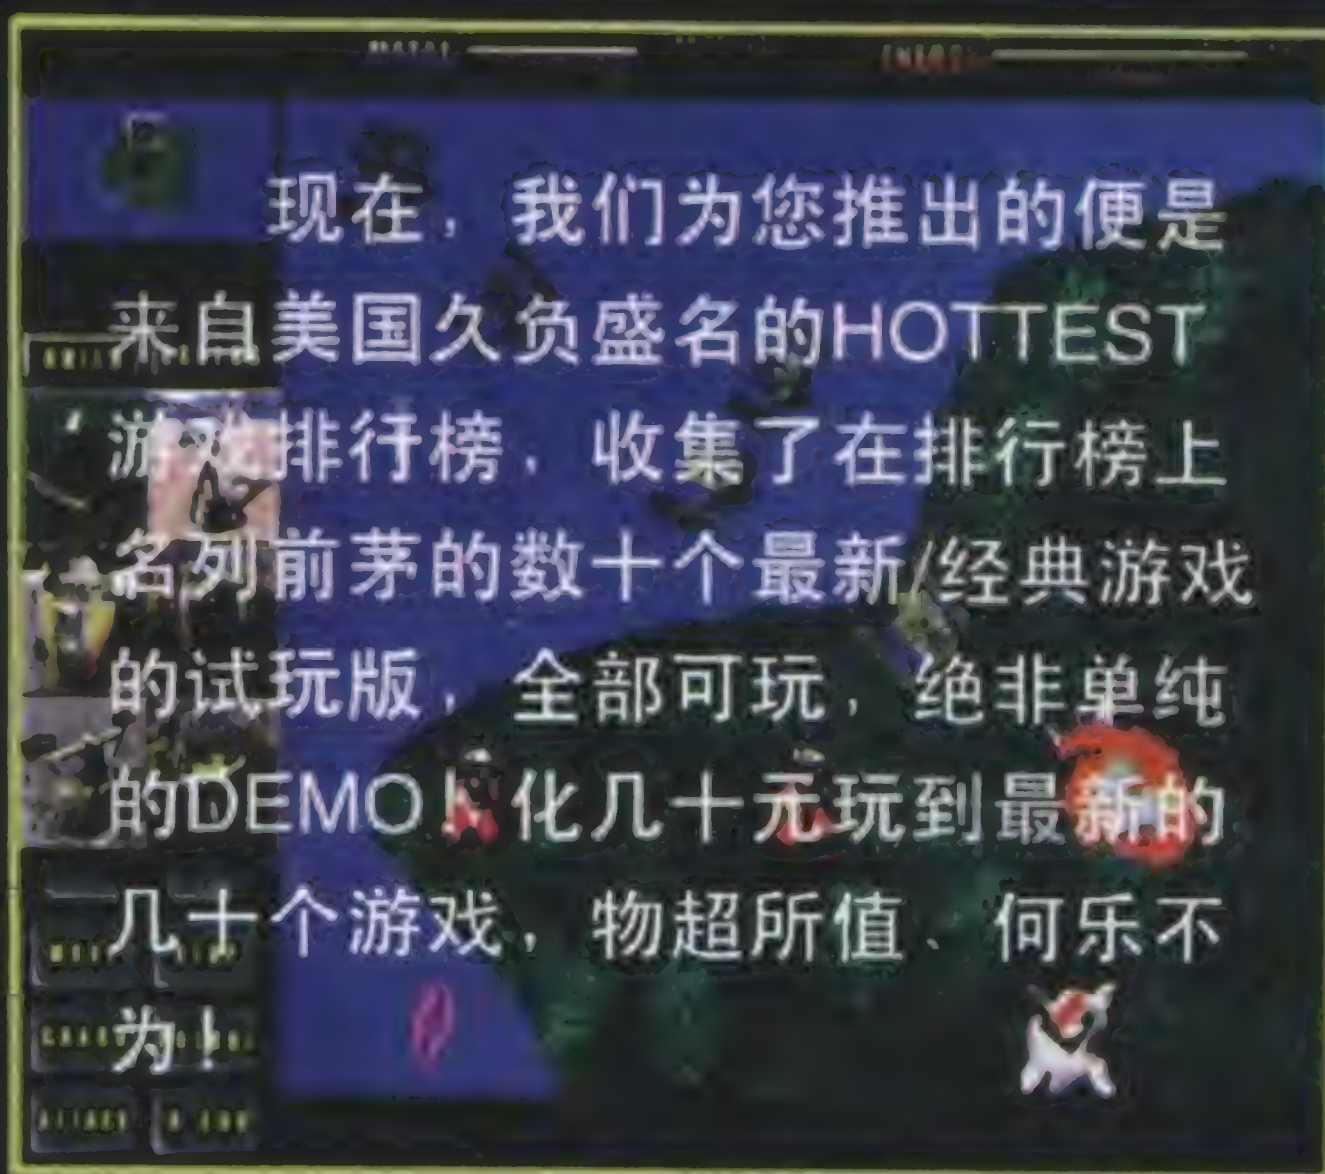 METAL
现在，我们为您推出的便是
来自美国久负盛名的HOTTEST
游戏排行榜，收集了在排行榜上
名列前茅的数十个最新/经典游戏
的试玩版，全部可玩，绝非单纯
的DEMO！化几十元玩到最新的
几十个游戏，物超所值、何乐不
为！